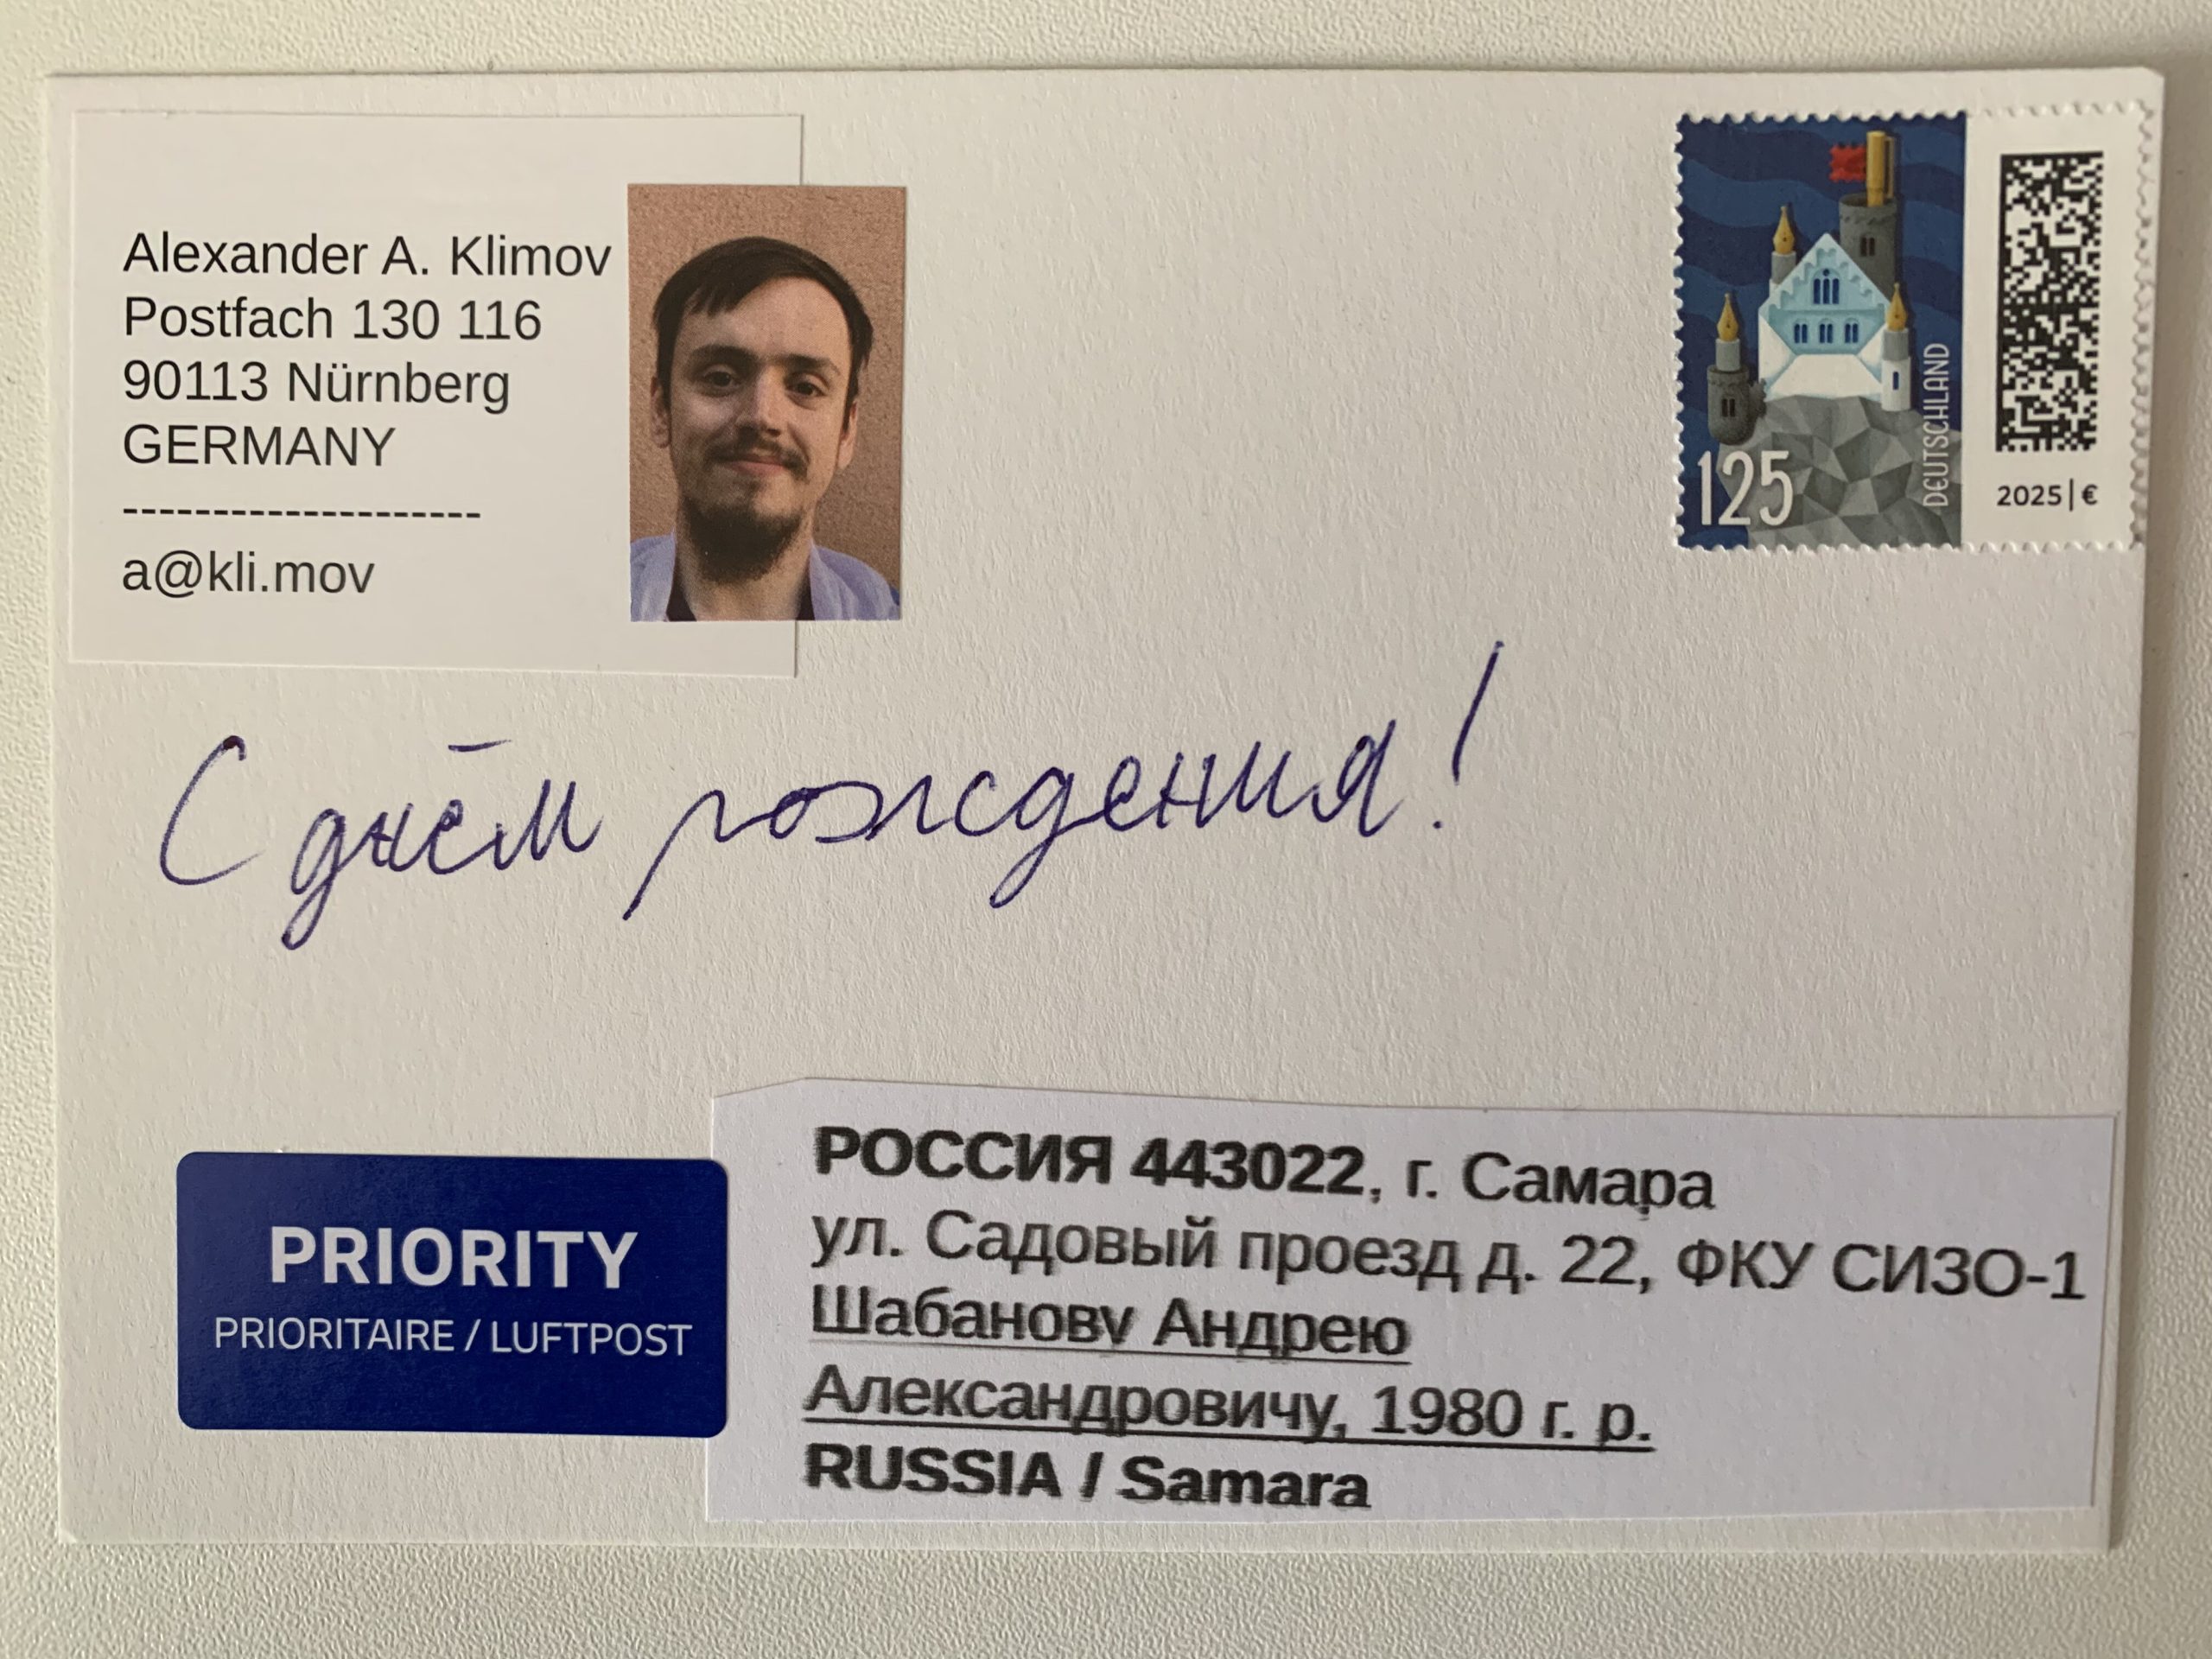 Alexander A. Klimov
Postfach 130 116
90113 Nürnberg
GERMANY
--------------------
a@kli.mov
125
DEUTSCHLAND
2025|€
С днём рождения!
PRIORITY
PRIORITAIRE / LUFTPOST
РОССИЯ 443022, г. Самара
ул. Садовый проезд д. 22, ФКУ СИЗО-1
Шабанову Андрею
Александровичу, 1980 г. р.
RUSSIA / Samara